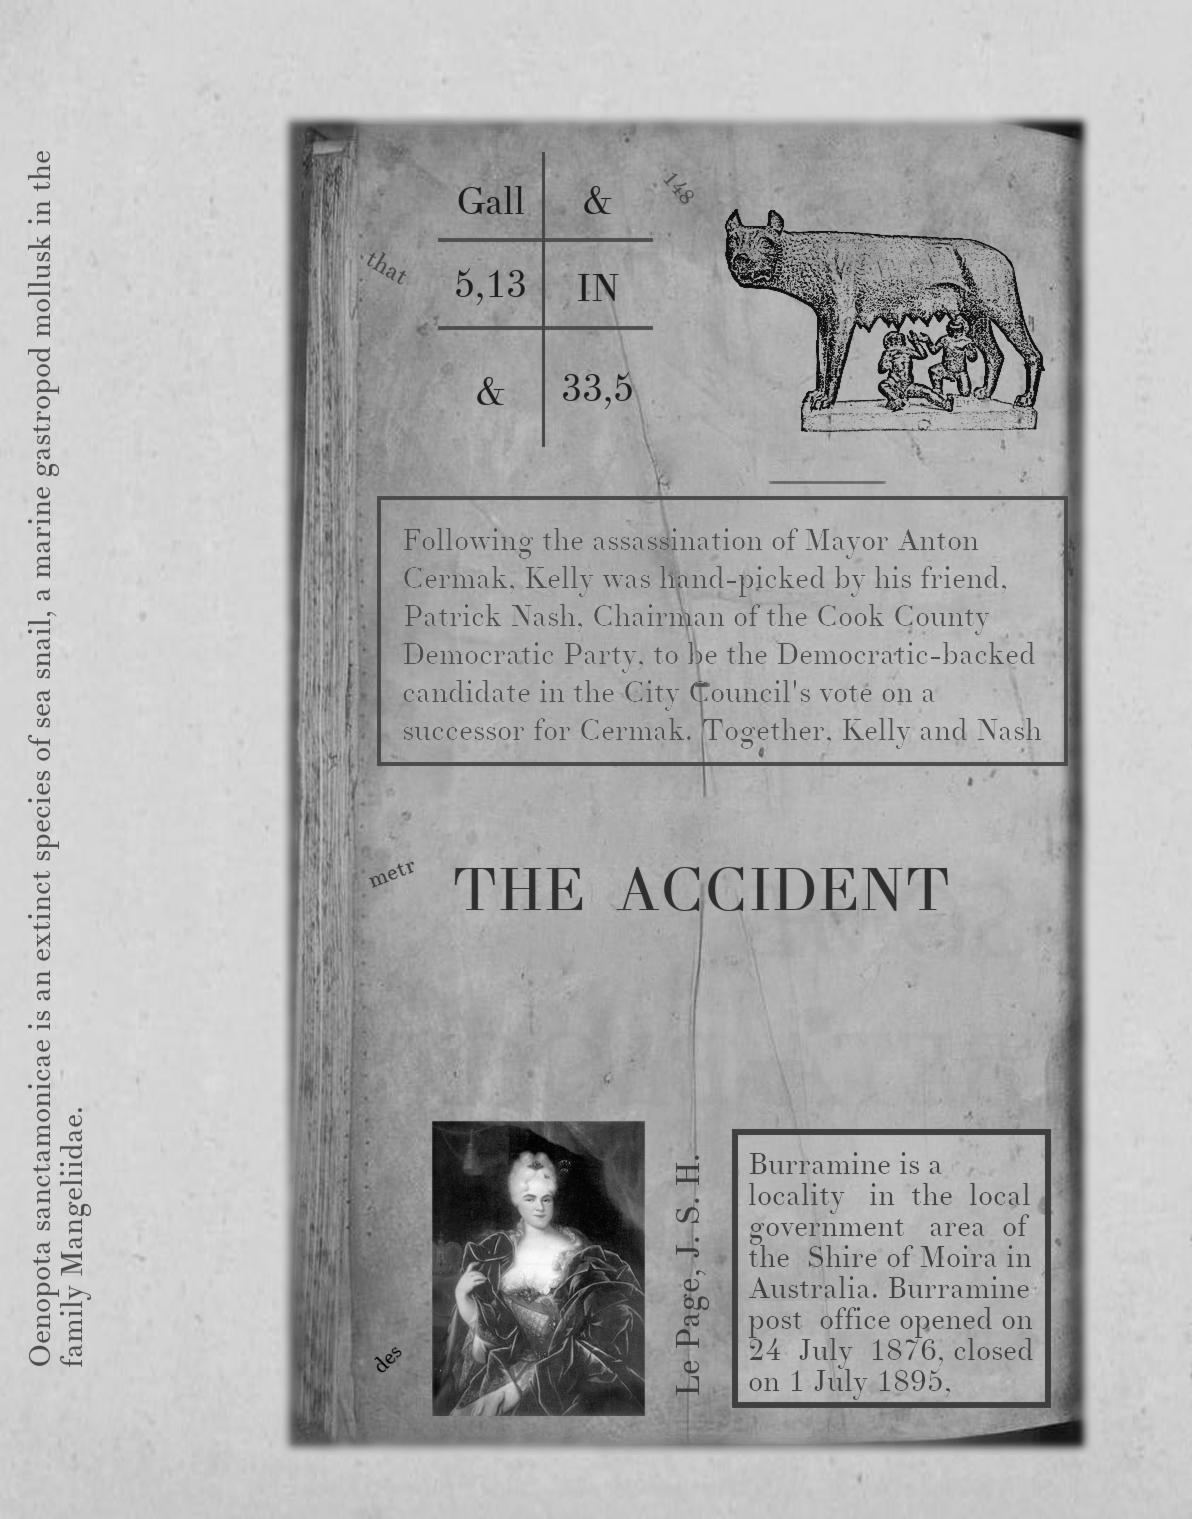 Oenopota sanctamonicae is an extinct species of sea snail, a marine gastropod mollusk in the
family Mangeliidae.
Gall &
5,13 IN
& 33,5
148
that
Following the assassination of Mayor Anton
Cermak, Kelly was hand-picked by his friend,
Patrick Nash, Chairman of the Cook County
Democratic Party, to be the Democratic-backed
candidate in the City Council's vote on a
successor for Cermak. Together, Kelly and Nash
metr
THE ACCIDENT
des
Le Page, J. S. H.
Burramine is a
locality in the local
government area of
the Shire of Moira in
Australia. Burramine
post office opened on
24 July 1876, closed
on 1 July 1895,